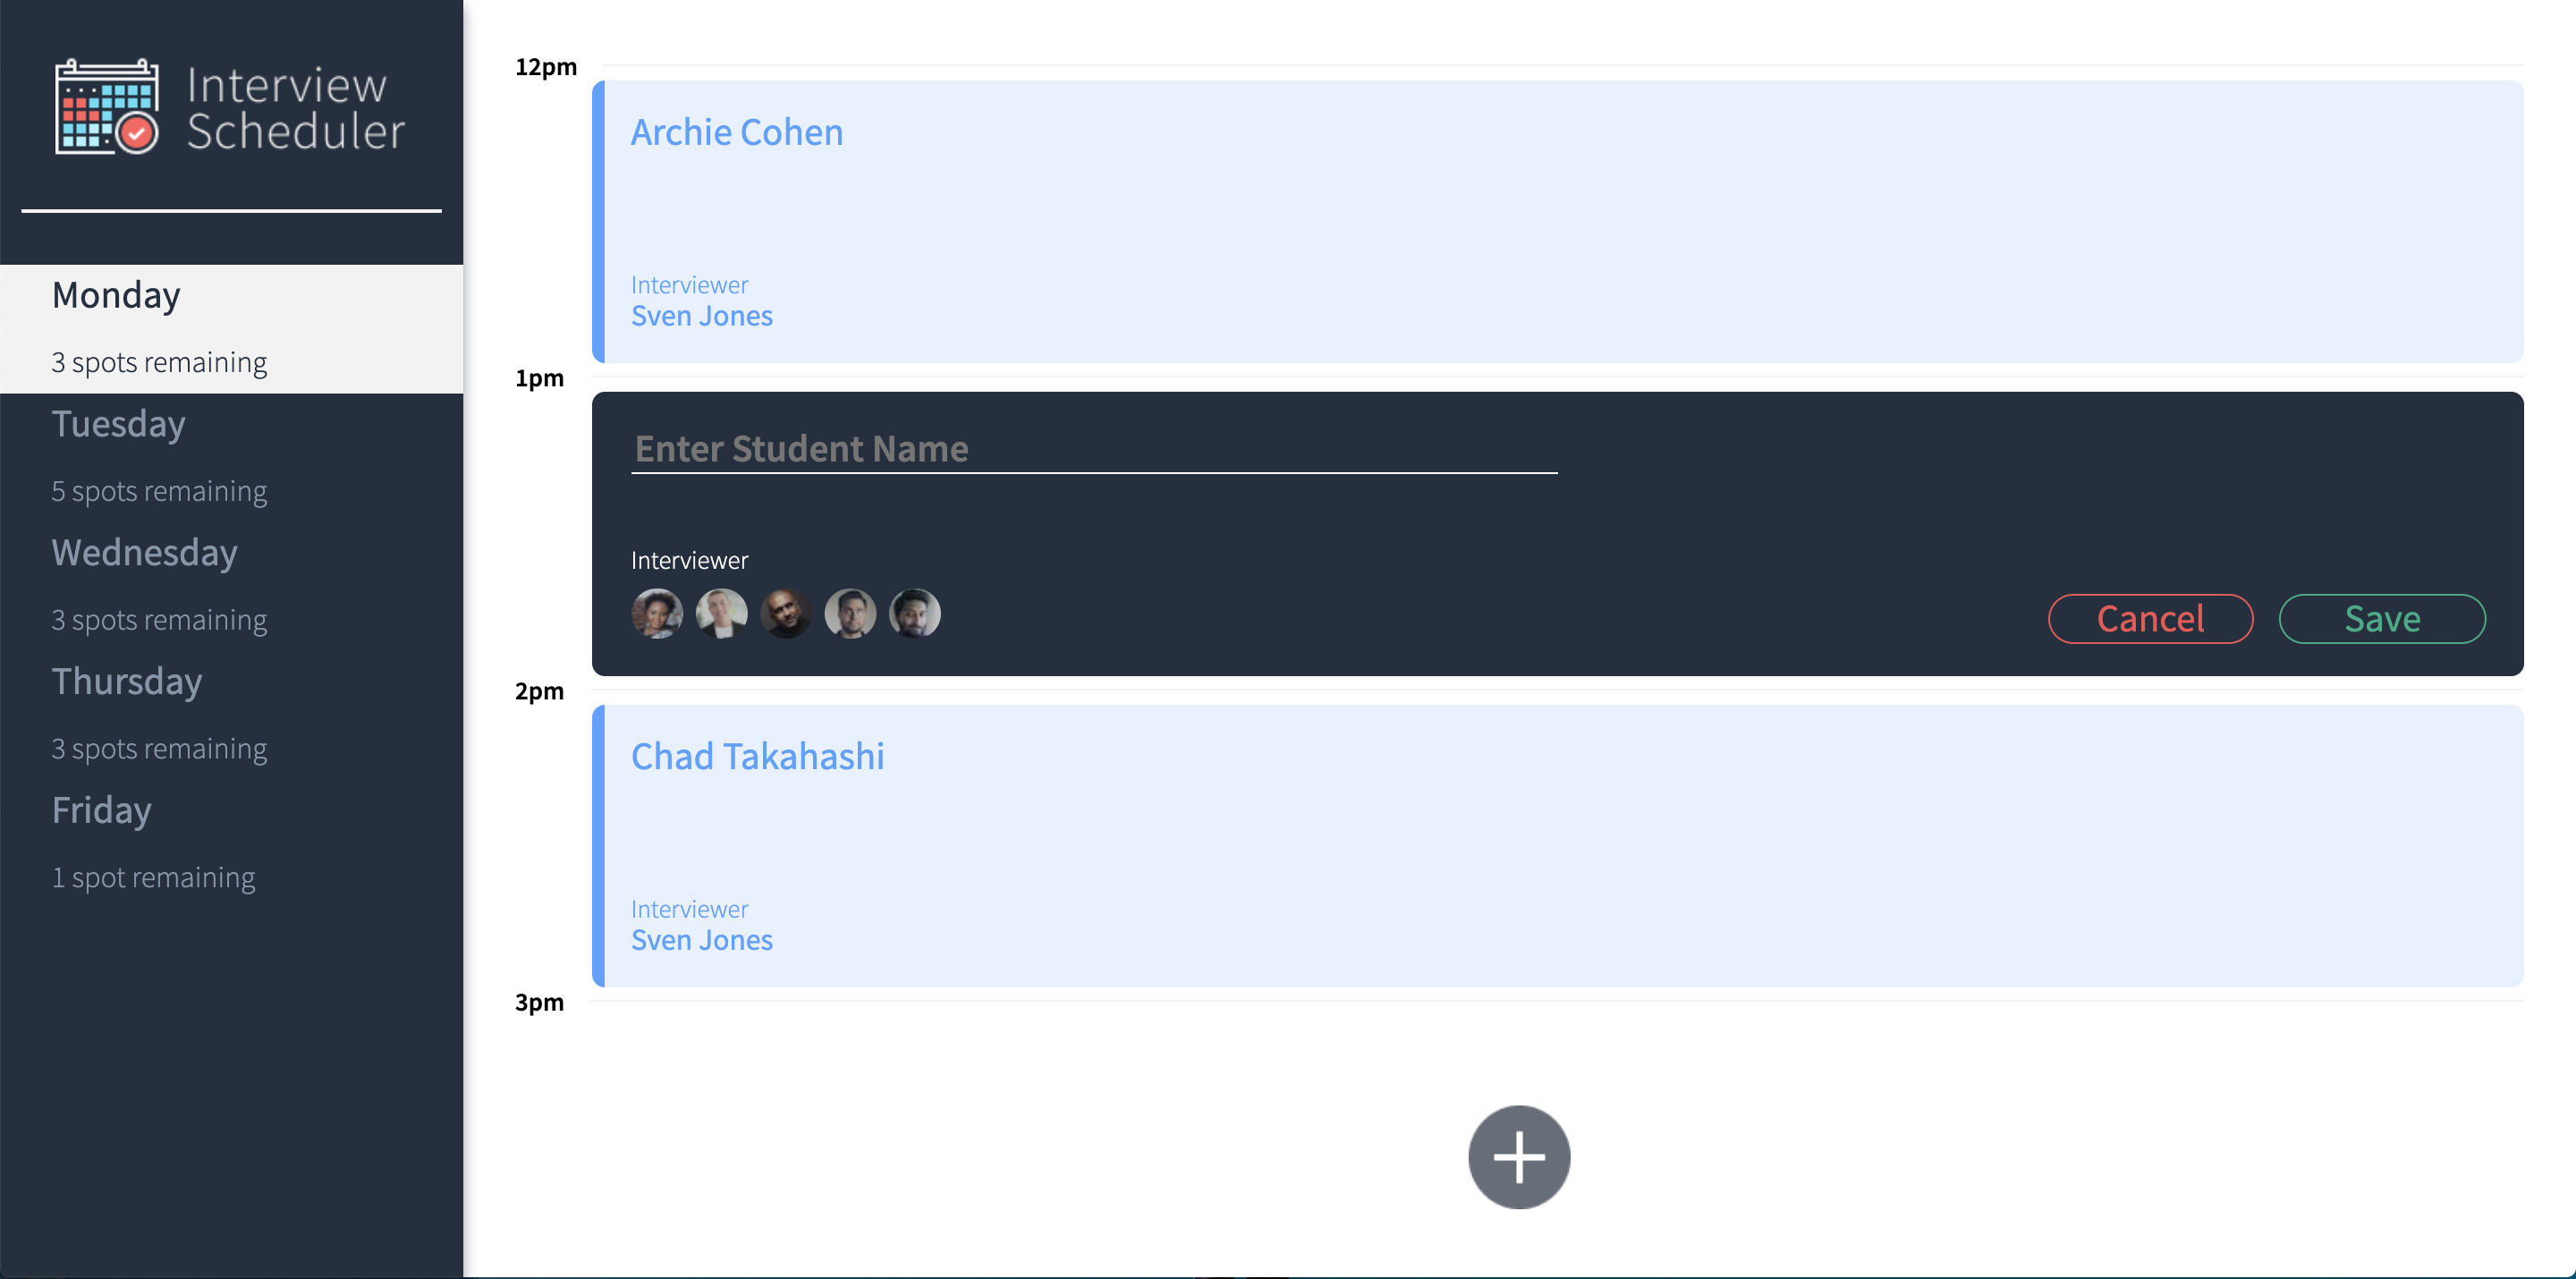 Interview
Scheduler
Monday
3 spots remaining
Tuesday
5 spots remaining
Wednesday
3 spots remaining
Thursday
3 spots remaining
Friday
1 spot remaining
12pm
Archie Cohen
Interviewer
Sven Jones
1pm
Enter Student Name
Interviewer
Cancel
Save
2pm
Chad Takahashi
Interviewer
Sven Jones
3pm